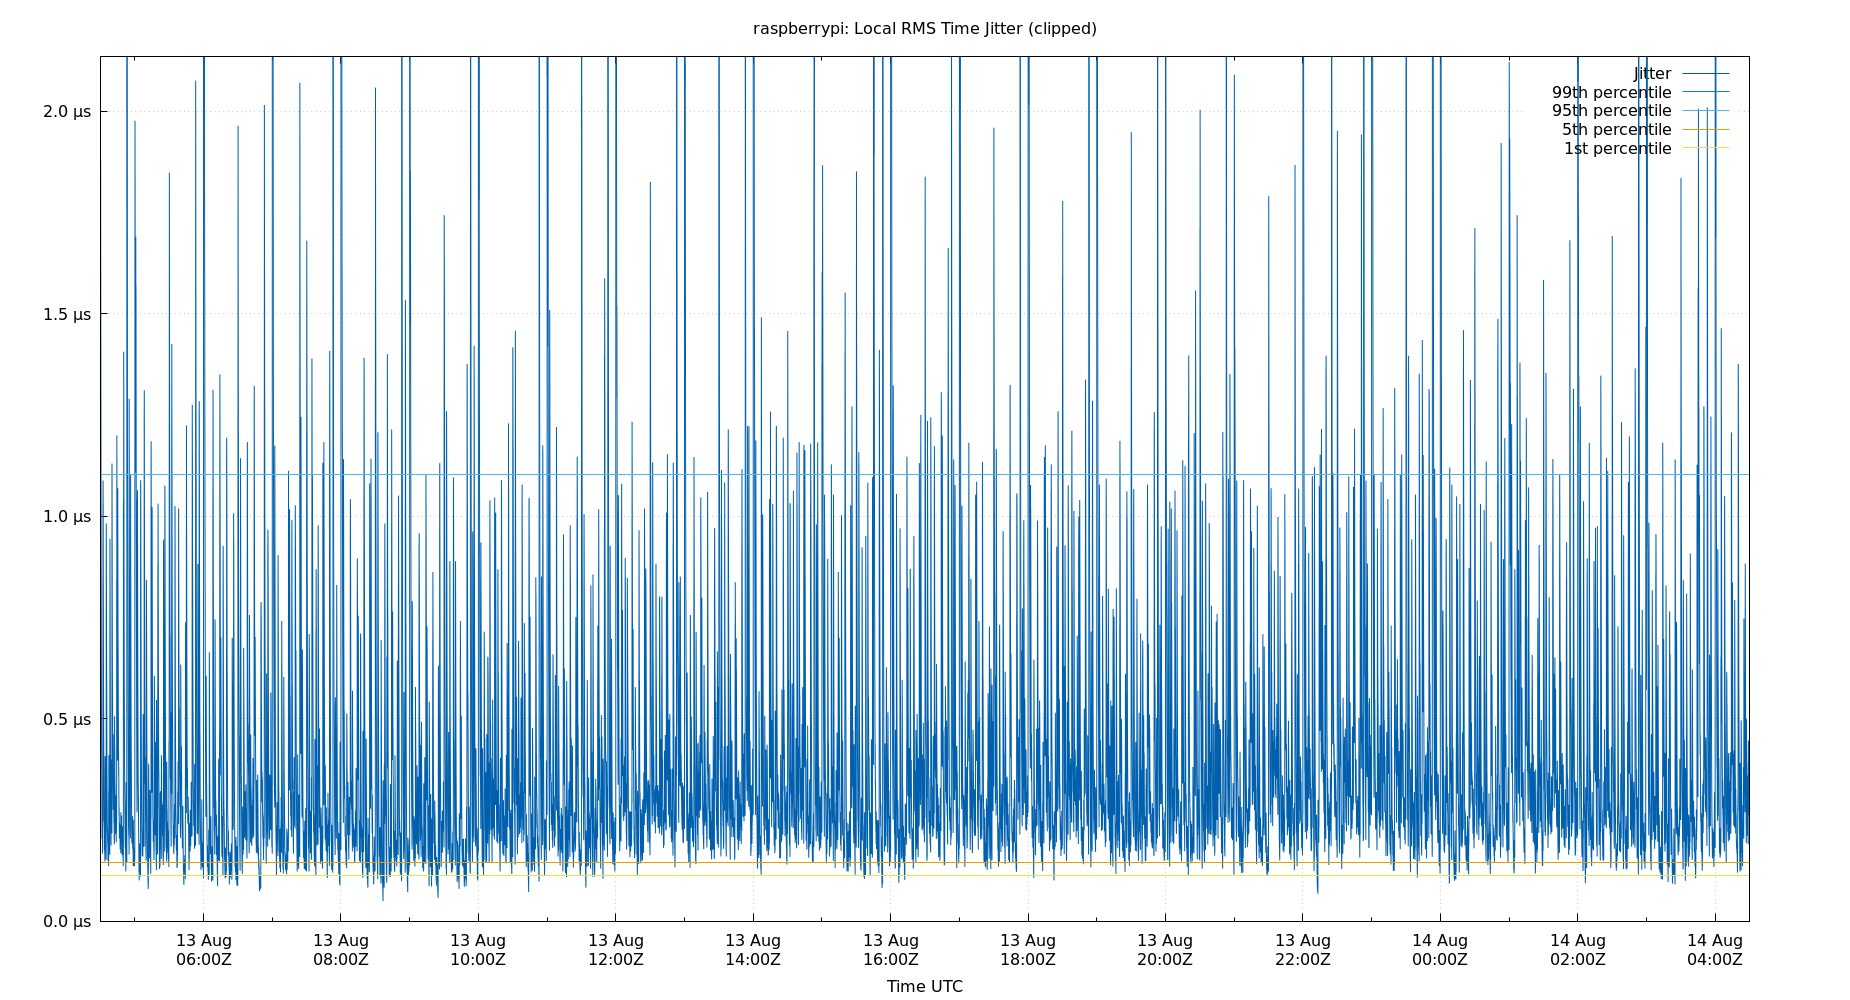 raspberrypi: Local RMS Time Jitter (clipped)
Jitter
99th percentile
95th percentile
5th percentile
1st percentile
2.0 μs
1.5 μs
1.0 μs
0.5 μs
0.0 μs
13 Aug 13 Aug 13 Aug 13 Aug 13 Aug 13 Aug 13 Aug 13 Aug 13 Aug 14 Aug 14 Aug 14 Aug
06:00Z 08:00Z 10:00Z 12:00Z 14:00Z 16:00Z 18:00Z 20:00Z 22:00Z 00:00Z 02:00Z 04:00Z
Time UTC